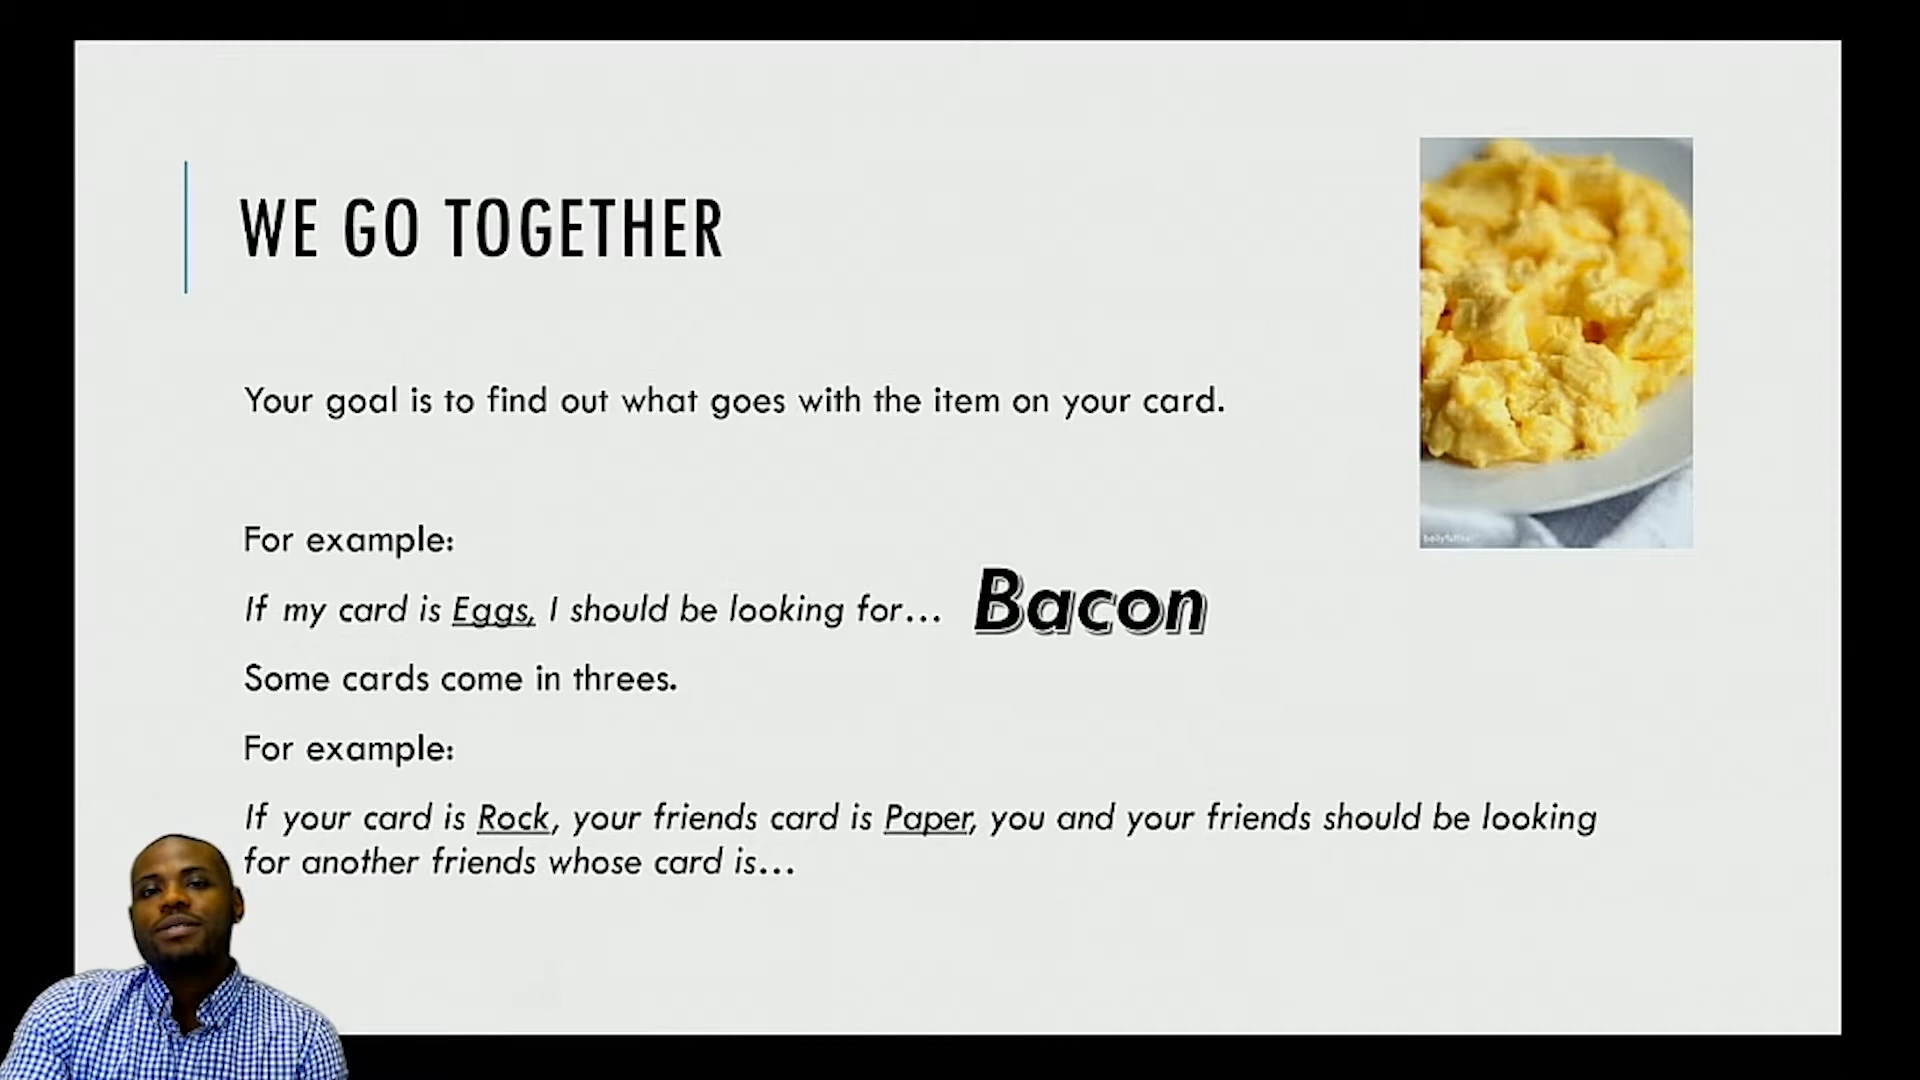 WE GO TOGETHER
Your goal is to find out what goes with the item on your card.
For example:
If my card is Eggs, I should be looking for... Bacon
Some cards come in threes.
For example:
If your card is Rock, your friends card is Paper, you and your friends should be looking
for another friends whose card is...